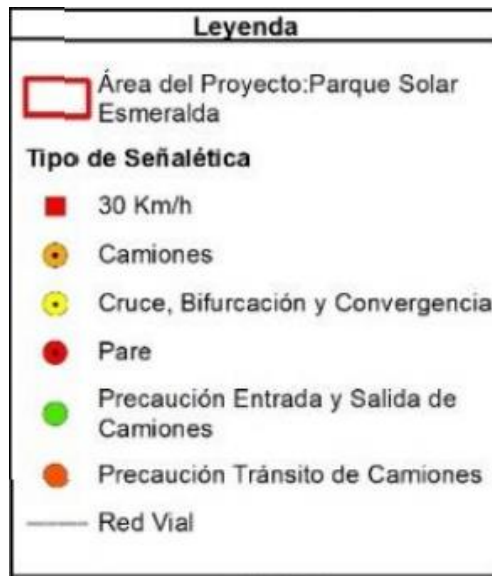 Leyenda
Área del Proyecto:Parque Solar
Esmeralda
Tipo de Señalética
30 Km/h
Camiones
Cruce, Bifurcación y Convergencia
Pare
Precaución Entrada y Salida de
Camiones
Precaución Tránsito de Camiones
Red Vial